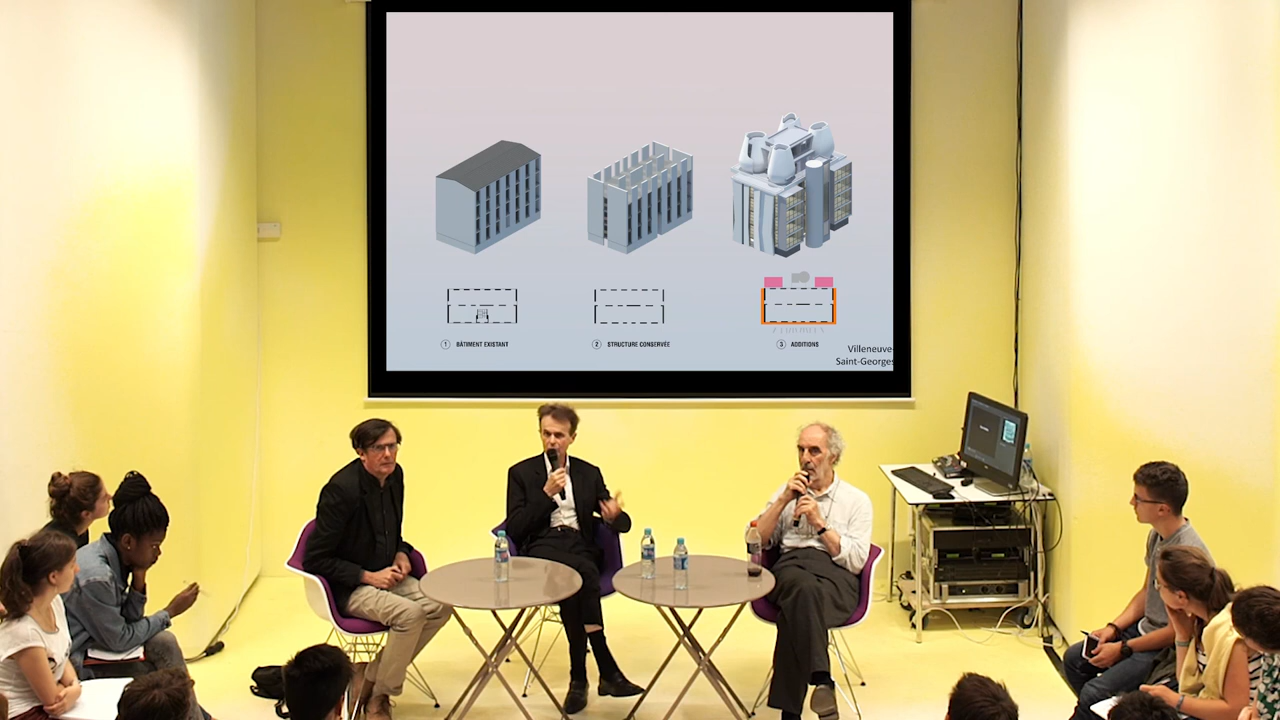 1 BÂTIMENT EXISTANT
2 STRUCTURE CONSERVÉE
3 ADDITIONS
Villeneuve-
Saint-Georges